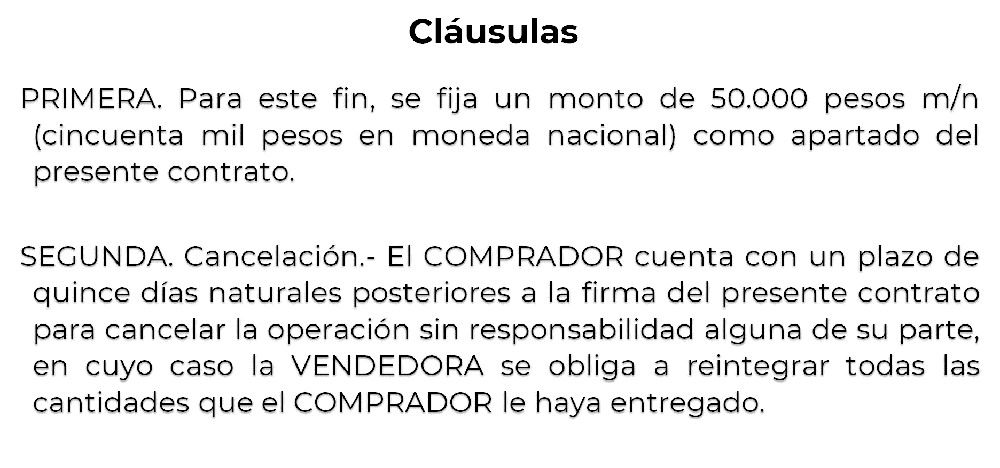 Cláusulas
PRIMERA. Para este fin, se fija un monto de 50.000 pesos m/n
(cincuenta mil pesos en moneda nacional) como apartado del
presente contrato.
SEGUNDA. Cancelación.- El COMPRADOR cuenta con un plazo de
quince días naturales posteriores a la firma del presente contrato
para cancelar la operación sin responsabilidad alguna de su parte,
en cuyo caso la VENDEDORA se obliga a reintegrar todas las
cantidades que el COMPRADOR le haya entregado.